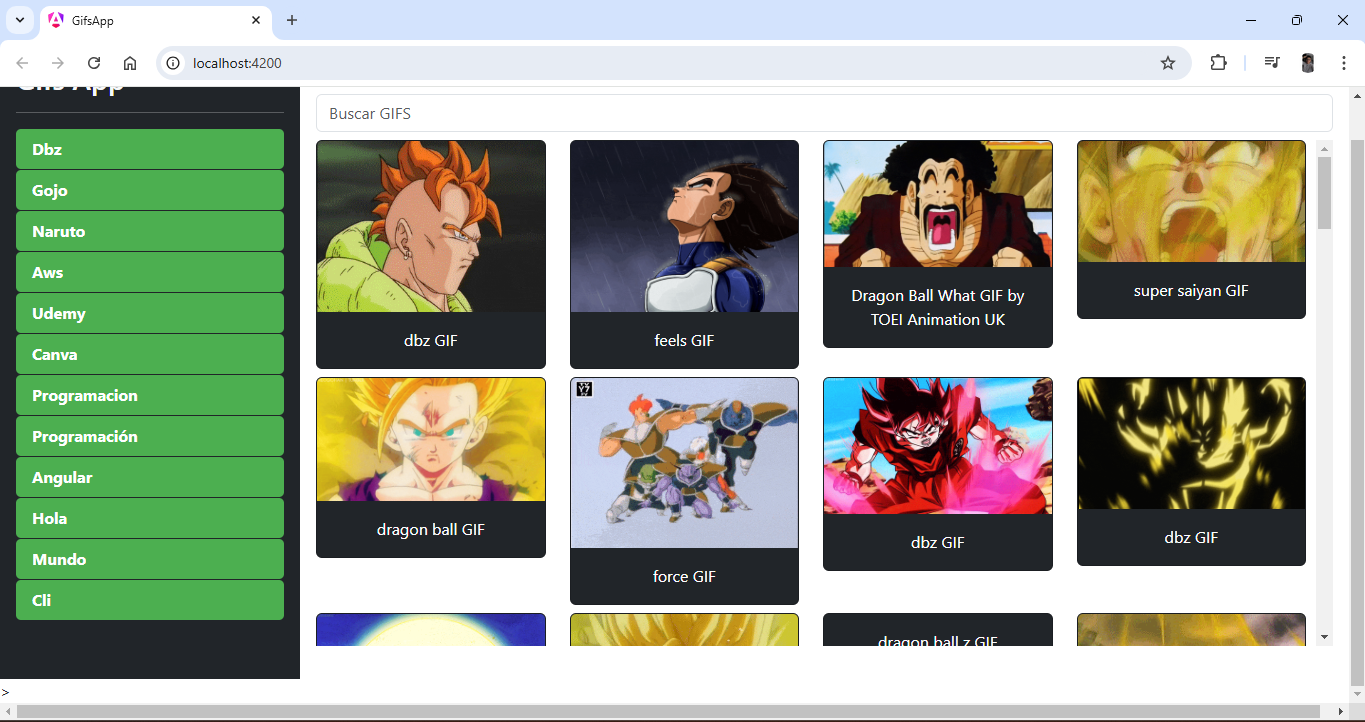 GifsApp
localhost:4200
Gifs App
Buscar GIFS
Dbz
Gojo
Naruto
Aws
Udemy
Canva
Programacion
Programación
Angular
Hola
Mundo
Cli
dbz GIF
feels GIF
Dragon Ball What GIF by
TOEI Animation UK
super saiyan GIF
dragon ball GIF
force GIF
dbz GIF
dbz GIF
dragon ball z GIF
>